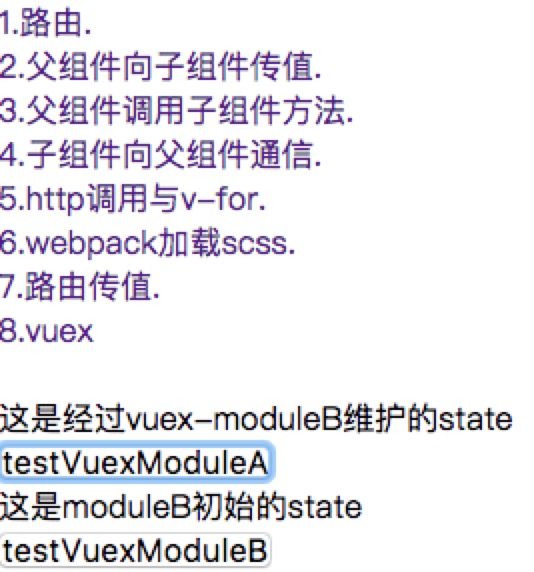 1.路由.
2.父组件向子组件传值.
3.父组件调用子组件方法.
4.子组件向父组件通信.
5.http调用与v-for.
6.webpack加载scss.
7.路由传值.
8.vuex
这是经过vuex-moduleB维护的state
testVuexModuleA
这是moduleB初始的state
testVuexModuleB